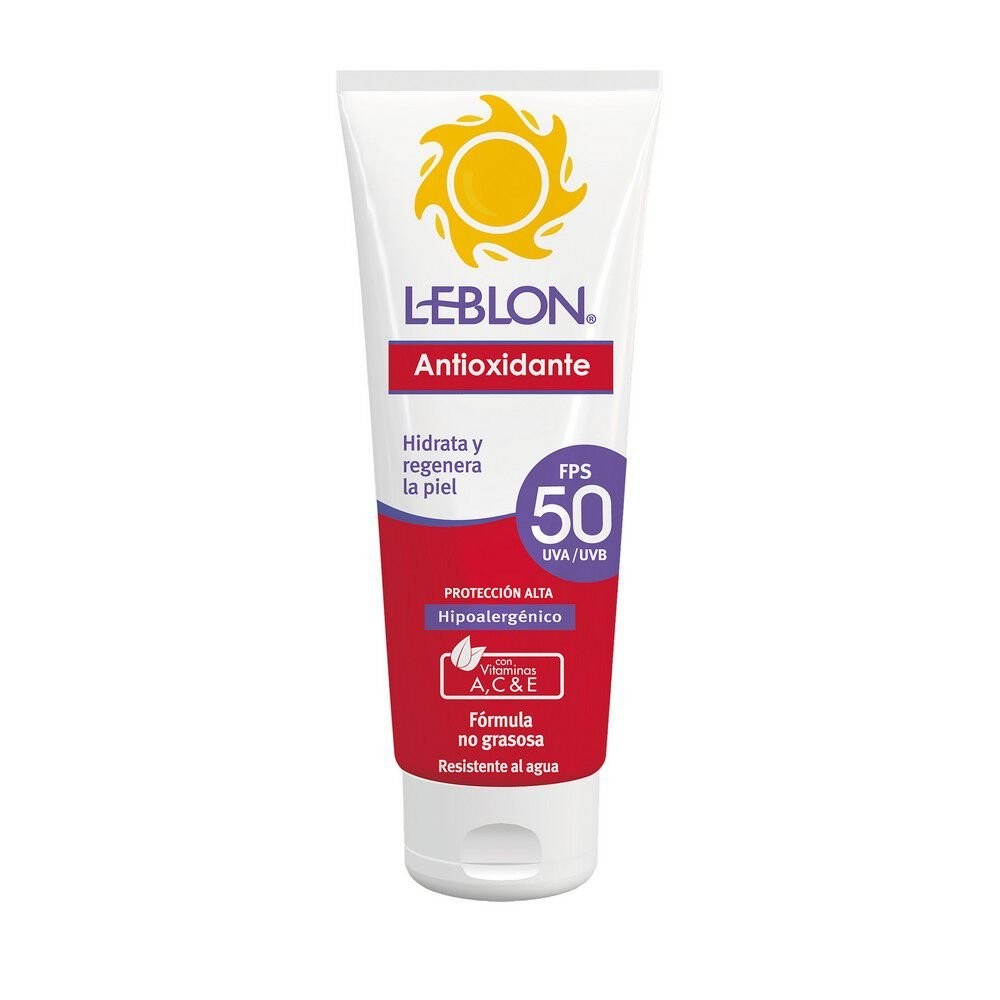 LEBLON®
Antioxidante
Hidrata y
regenera
la piel
FPS
50
UVA/UVB
PROTECCIÓN ALTA
Hipoalergénico
con
Vitaminas
A, C & E
Fórmula
no grasosa
Resistente al agua